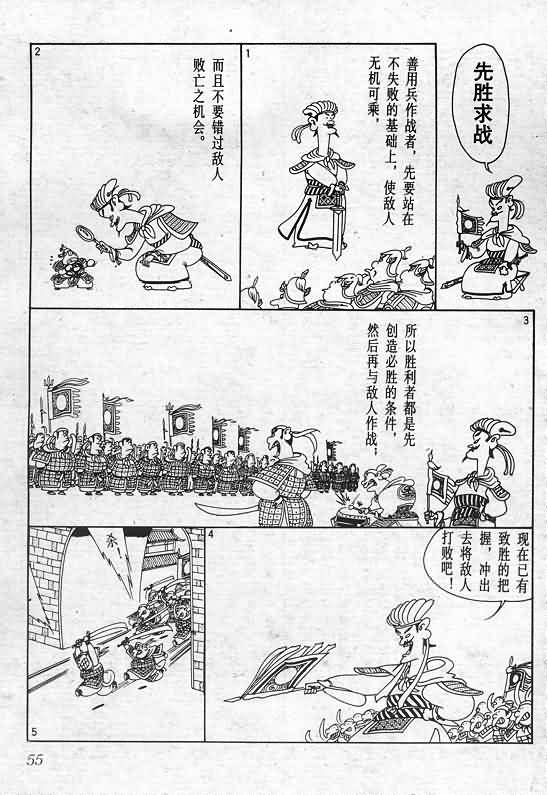 先胜求战
1
善用兵作战者，先要站在
不失败的基础上，使敌人
无机可乘，
2
而且不要错过敌人
败亡之机会。
3
所以胜利者都是先
创造必胜的条件，
然后再与敌人作战；
4
现在已有
致胜的把
握，冲出
去将敌人
打败吧！
5
杀！
55